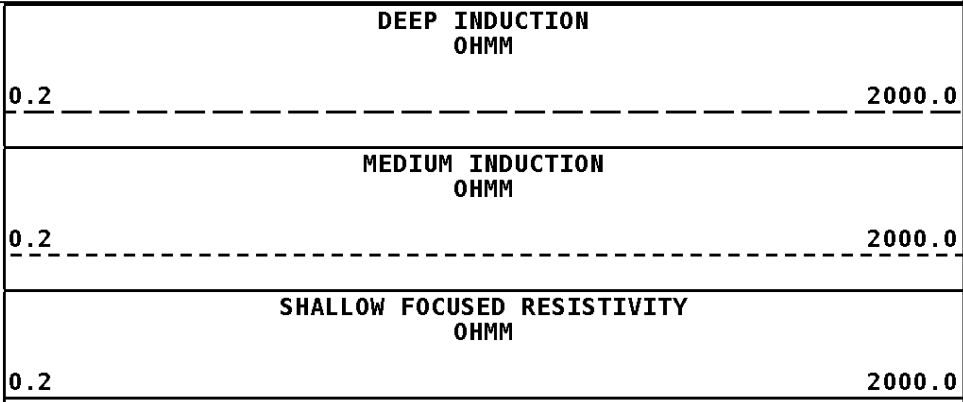 DEEP INDUCTION
OHMM
0.2 2000.0
MEDIUM INDUCTION
OHMM
0.2 2000.0
SHALLOW FOCUSED RESISTIVITY
OHMM
0.2 2000.0